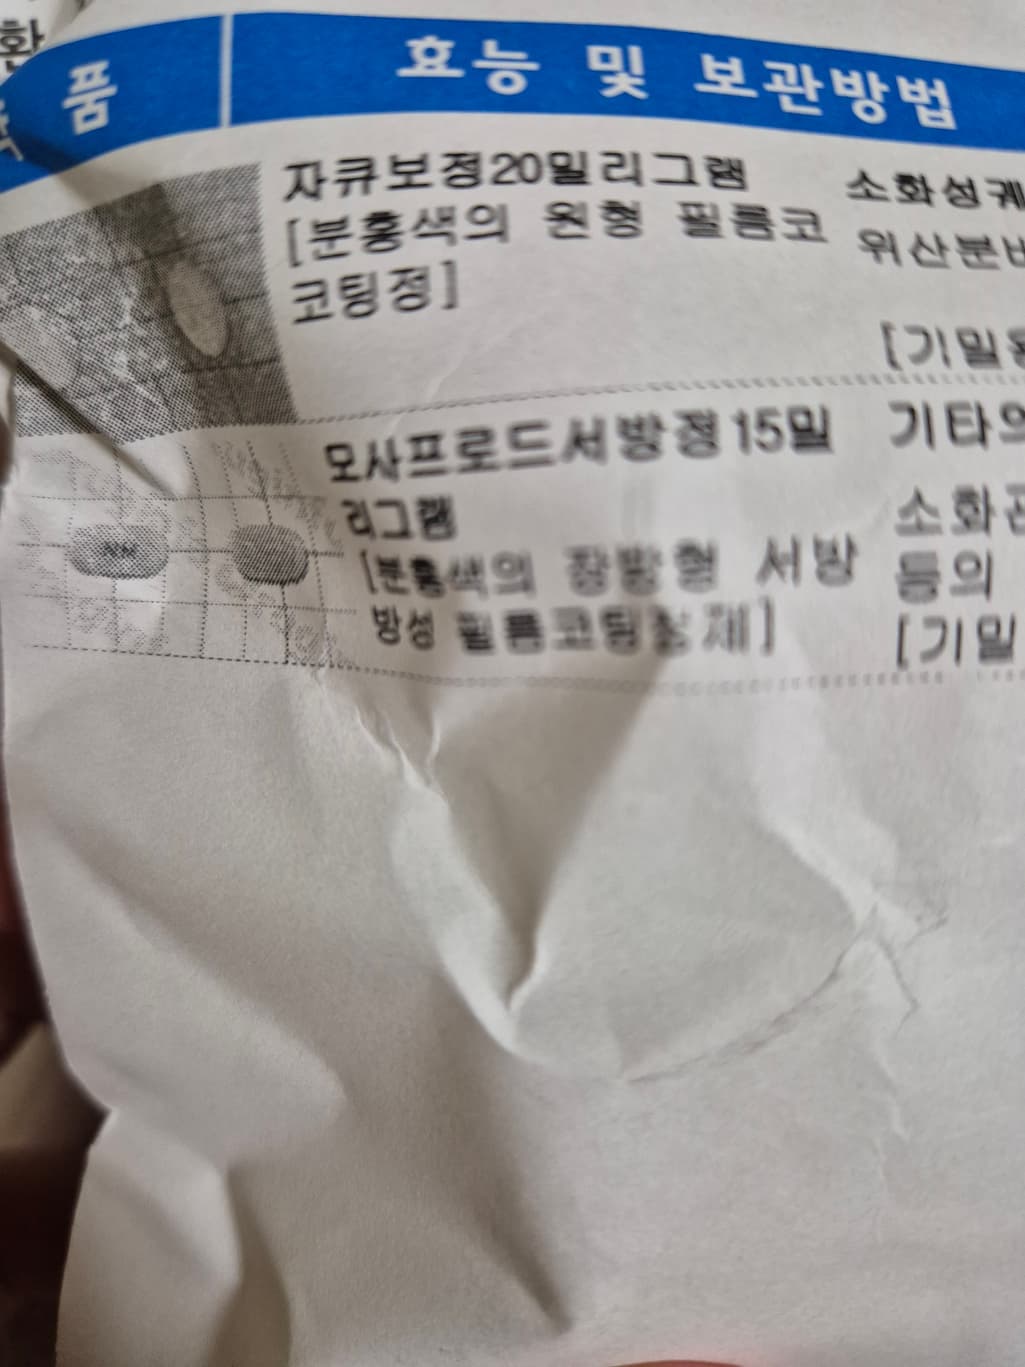 환
품 효능 및 보관방법
자큐보정20밀리그램 소화성궤
[분홍색의 원형 필름코 위산분비
코팅정]
[기밀용
모사프로드서방정15밀 기타의
리그램 소화관
[분홍색의 장방형 서방 등의
방성 필름코팅정제] [기밀